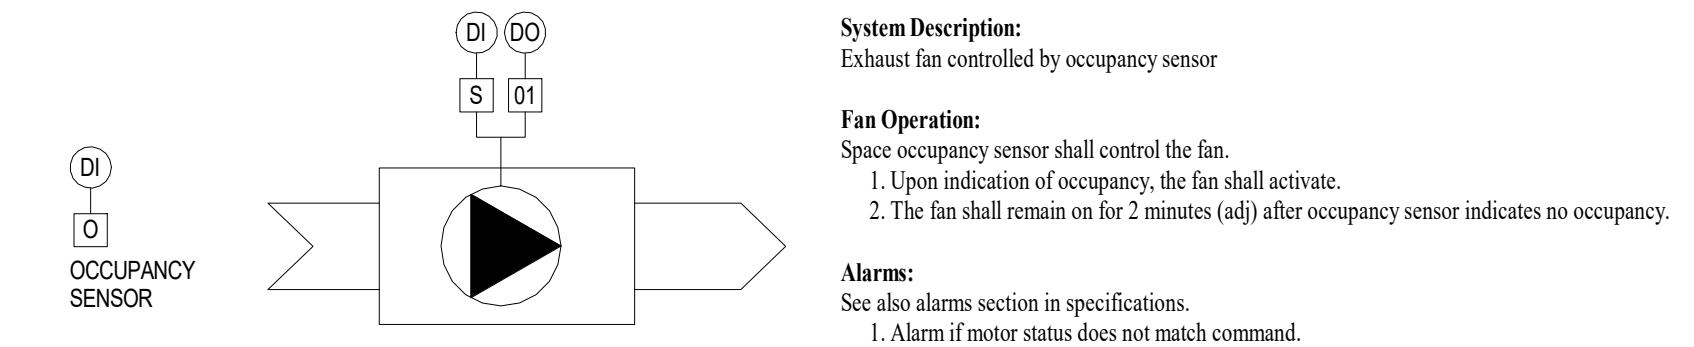 DI DO
S 01
DI
O
OCCUPANCY
SENSOR
System Description:
Exhaust fan controlled by occupancy sensor
Fan Operation:
Space occupancy sensor shall control the fan.
1. Upon indication of occupancy, the fan shall activate.
2. The fan shall remain on for 2 minutes (adj) after occupancy sensor indicates no occupancy.
Alarms:
See also alarms section in specifications.
1. Alarm if motor status does not match command.